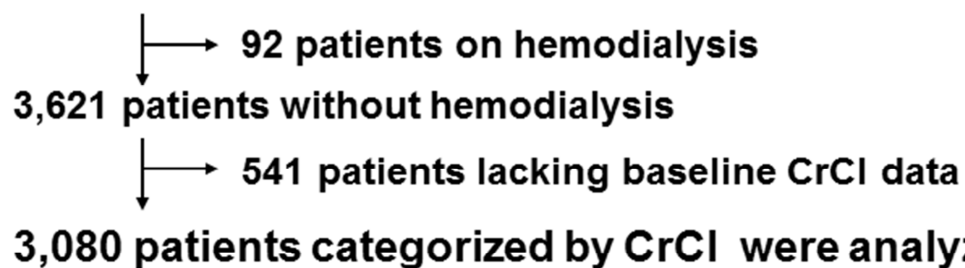 92 patients on hemodialysis
3,621 patients without hemodialysis
541 patients lacking baseline CrCl data
3,080 patients categorized by CrCl were